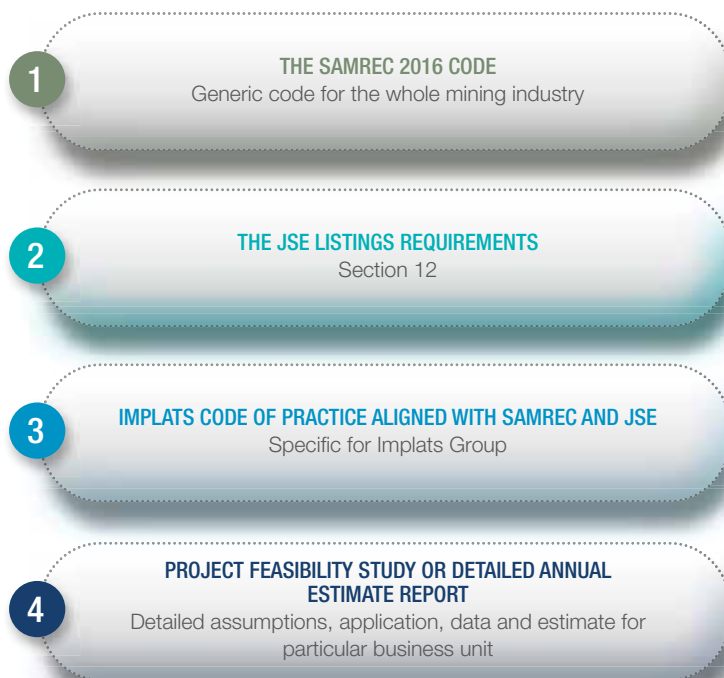 1
THE SAMREC 2016 CODE
Generic code for the whole mining industry
2
THE JSE LISTINGS REQUIREMENTS
Section 12
3
IMPLATS CODE OF PRACTICE ALIGNED WITH SAMREC AND JSE
Specific for Implats Group
4
PROJECT FEASIBILITY STUDY OR DETAILED ANNUAL
ESTIMATE REPORT
Detailed assumptions, application, data and estimate for
particular business unit